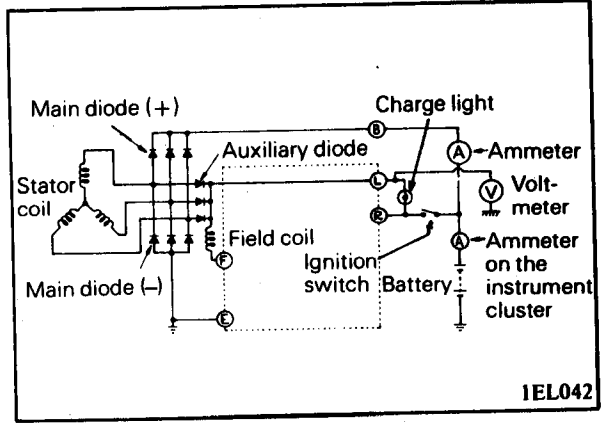 Main diode (+)
Charge light
B
Auxiliary diode
A
Ammeter
Stator
coil
L
V
Volt-
meter
R
Field coil
F
Ignition
switch
A
Ammeter
on the
instrument
cluster
Main diode (–)
Battery
E
1EL042